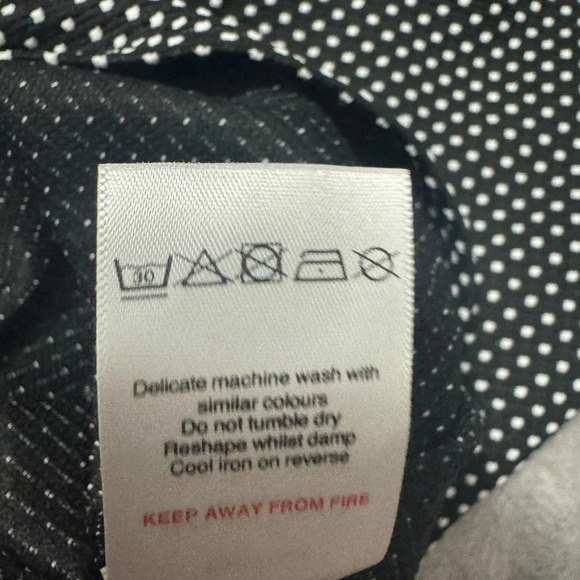 30
Delicate machine wash with
similar colours
Do not tumble dry
Reshape whilst damp
Cool iron on reverse
KEEP AWAY FROM FIRE